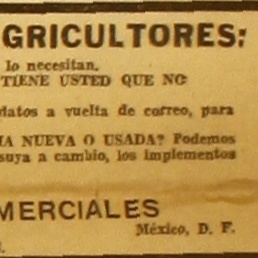 GRICULTORES:
lo necesitan.
TIENE USTED QUE NO
datos a vuelta de correo, para
NA NUEVA O USADA? Podemos
suya a cambio, los implementos
MERCIALES
México, D. F.